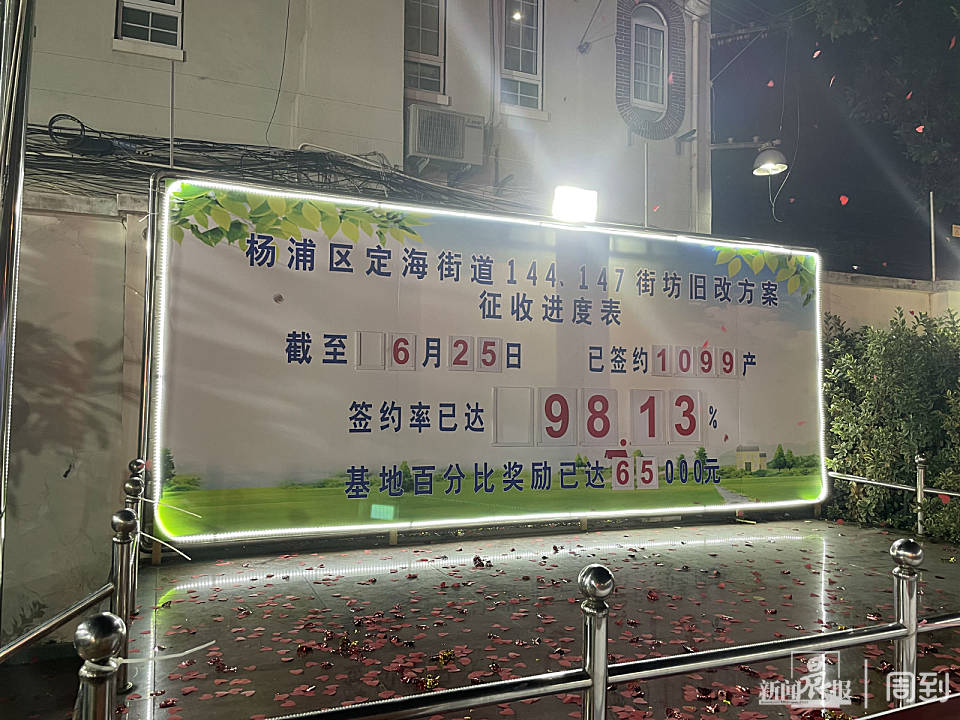 杨浦区定海街道144、147街坊旧改方案
征收进度表
截至 6月25日 已签约1099产
签约率已达 98.13%
基地百分比奖励已达65000元
新闻晨报 | 周到